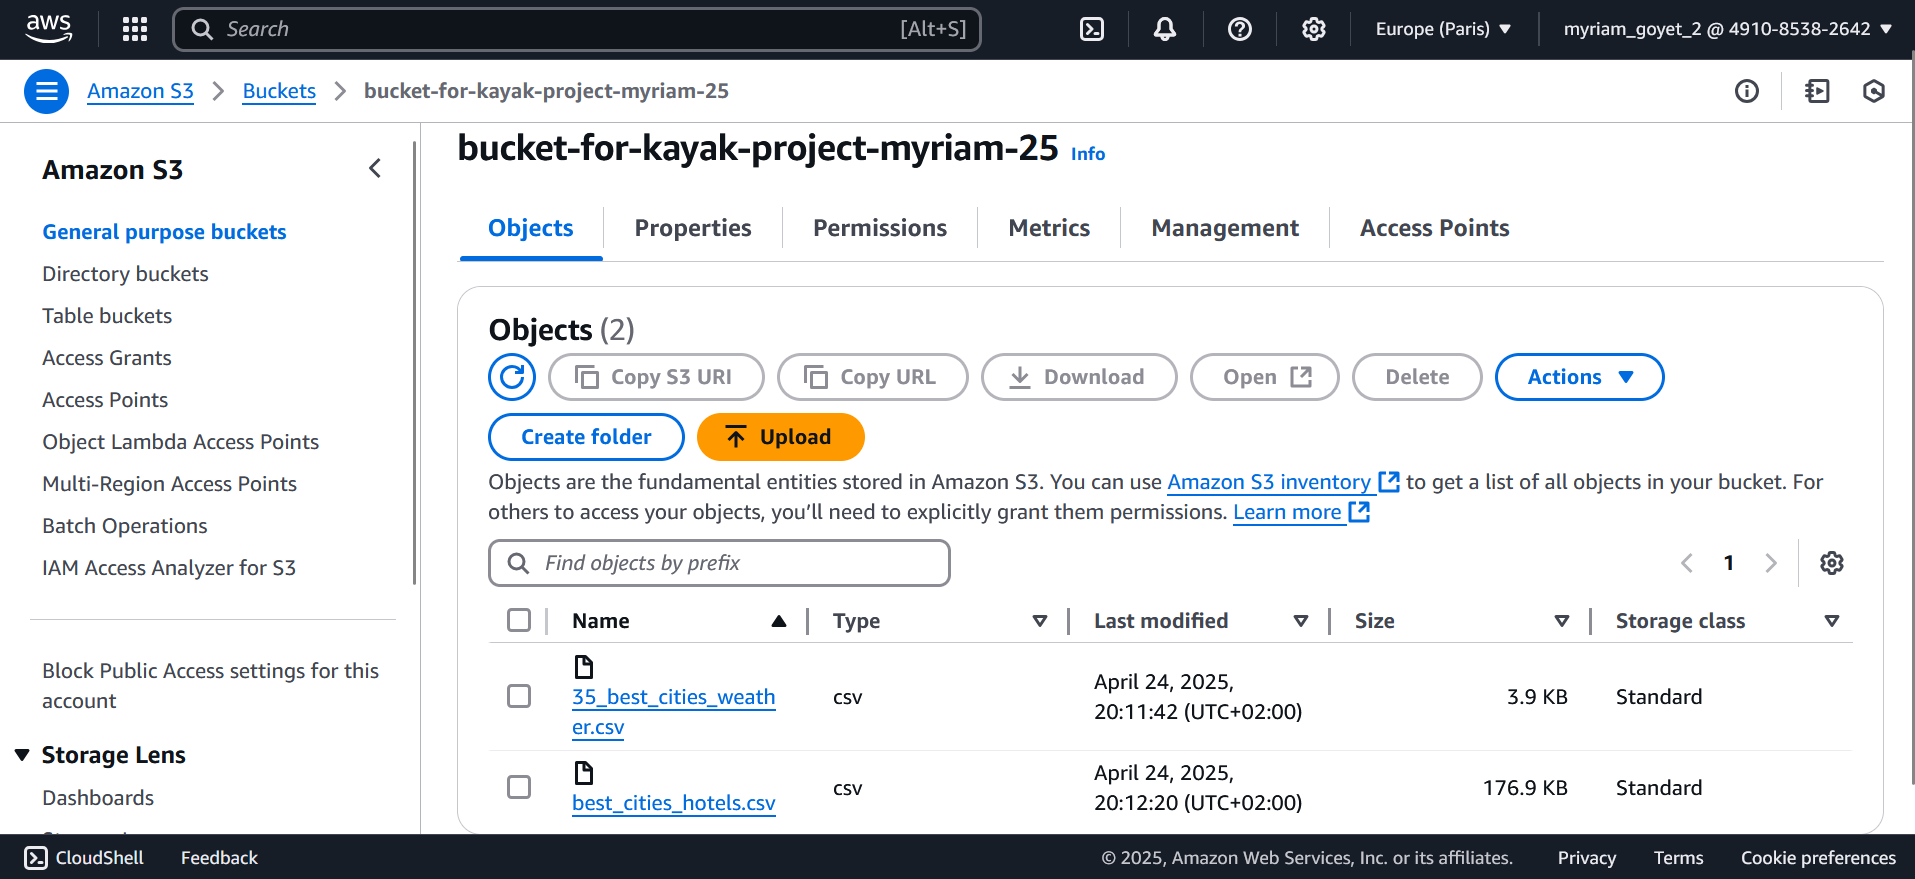 aws
Search [Alt+S]
Europe (Paris)
myriam_goyet_2 @ 4910-8538-2642
Amazon S3
Buckets
bucket-for-kayak-project-myriam-25
Amazon S3
General purpose buckets
Directory buckets
Table buckets
Access Grants
Access Points
Object Lambda Access Points
Multi-Region Access Points
Batch Operations
IAM Access Analyzer for S3
Block Public Access settings for this
account
Storage Lens
Dashboards
bucket-for-kayak-project-myriam-25 Info
Objects
Properties
Permissions
Metrics
Management
Access Points
Objects (2)
Copy S3 URI
Copy URL
Download
Open
Delete
Actions
Create folder
Upload
Objects are the fundamental entities stored in Amazon S3. You can use Amazon S3 inventory to get a list of all objects in your bucket. For
others to access your objects, you’ll need to explicitly grant them permissions. Learn more
Find objects by prefix
1
Name
Type
Last modified
Size
Storage class
35_best_cities_weath
er.csv
csv
April 24, 2025,
20:11:42 (UTC+02:00)
3.9 KB
Standard
best_cities_hotels.csv
csv
April 24, 2025,
20:12:20 (UTC+02:00)
176.9 KB
Standard
CloudShell
Feedback
© 2025, Amazon Web Services, Inc. or its affiliates.
Privacy
Terms
Cookie preferences